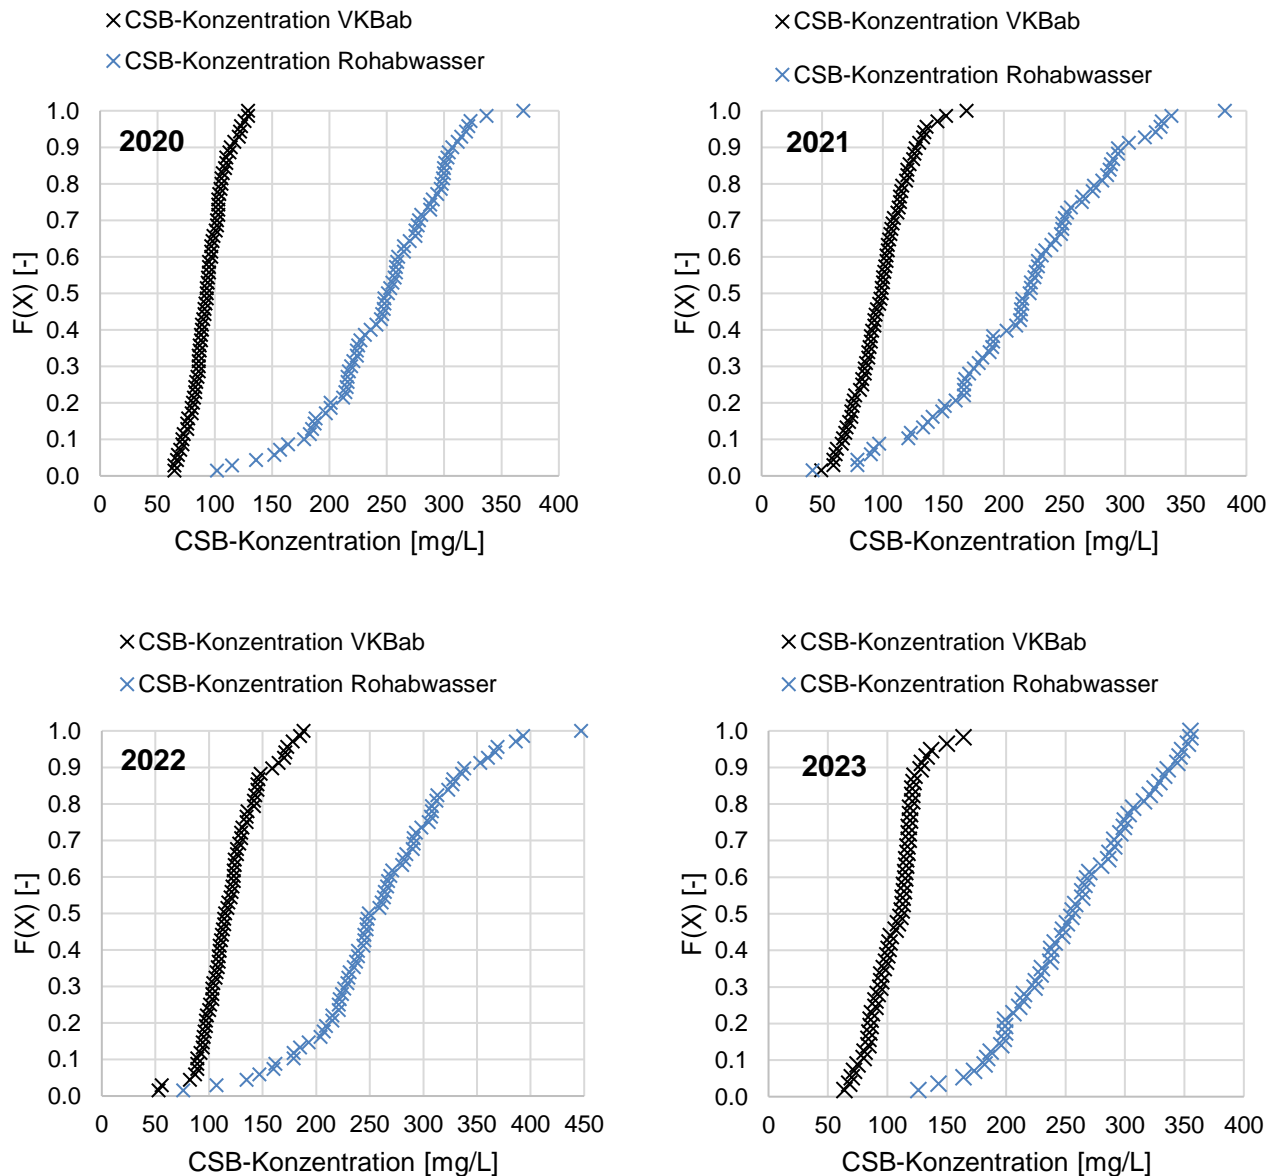 CSB-Konzentration VKBab
CSB-Konzentration Rohabwasser
1.0
0.9
0.8
0.7
0.6
0.5
0.4
0.3
0.2
0.1
0.0
F(X) [-]
2020
0 50 100 150 200 250 300 350 400
CSB-Konzentration [mg/L]
CSB-Konzentration VKBab
CSB-Konzentration Rohabwasser
1.0
0.9
0.8
0.7
0.6
0.5
0.4
0.3
0.2
0.1
0.0
F(X) [-]
2021
0 50 100 150 200 250 300 350 400
CSB-Konzentration [mg/L]
CSB-Konzentration VKBab
CSB-Konzentration Rohabwasser
1.0
0.9
0.8
0.7
0.6
0.5
0.4
0.3
0.2
0.1
0.0
F(X) [-]
2022
0 50 100 150 200 250 300 350 400 450
CSB-Konzentration [mg/L]
CSB-Konzentration VKBab
CSB-Konzentration Rohabwasser
1.0
0.9
0.8
0.7
0.6
0.5
0.4
0.3
0.2
0.1
0.0
F(X) [-]
2023
0 50 100 150 200 250 300 350 400
CSB-Konzentration [mg/L]